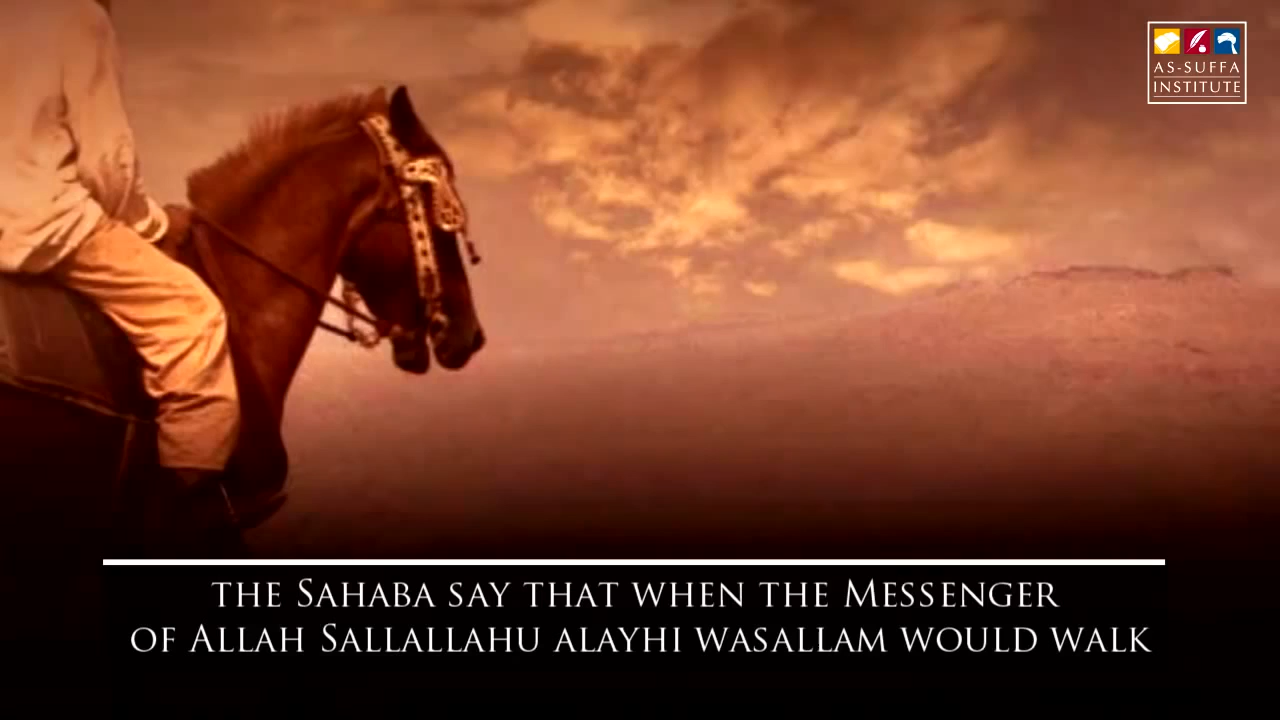 AS-SUFFA
INSTITUTE
THE SAHABA SAY THAT WHEN THE MESSENGER
OF ALLAH SALLALLAHU ALAYHI WASALLAM WOULD WALK